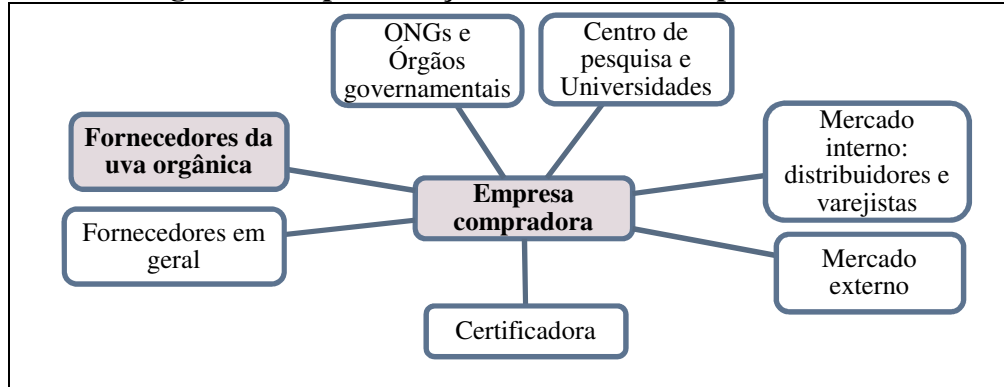 ONGs e
Órgãos
governamentais
Centro de
pesquisa e
Universidades
Fornecedores da
uva orgânica
Mercado
interno:
distribuidores e
varejistas
Empresa
compradora
Fornecedores em
geral
Mercado
externo
Certificadora